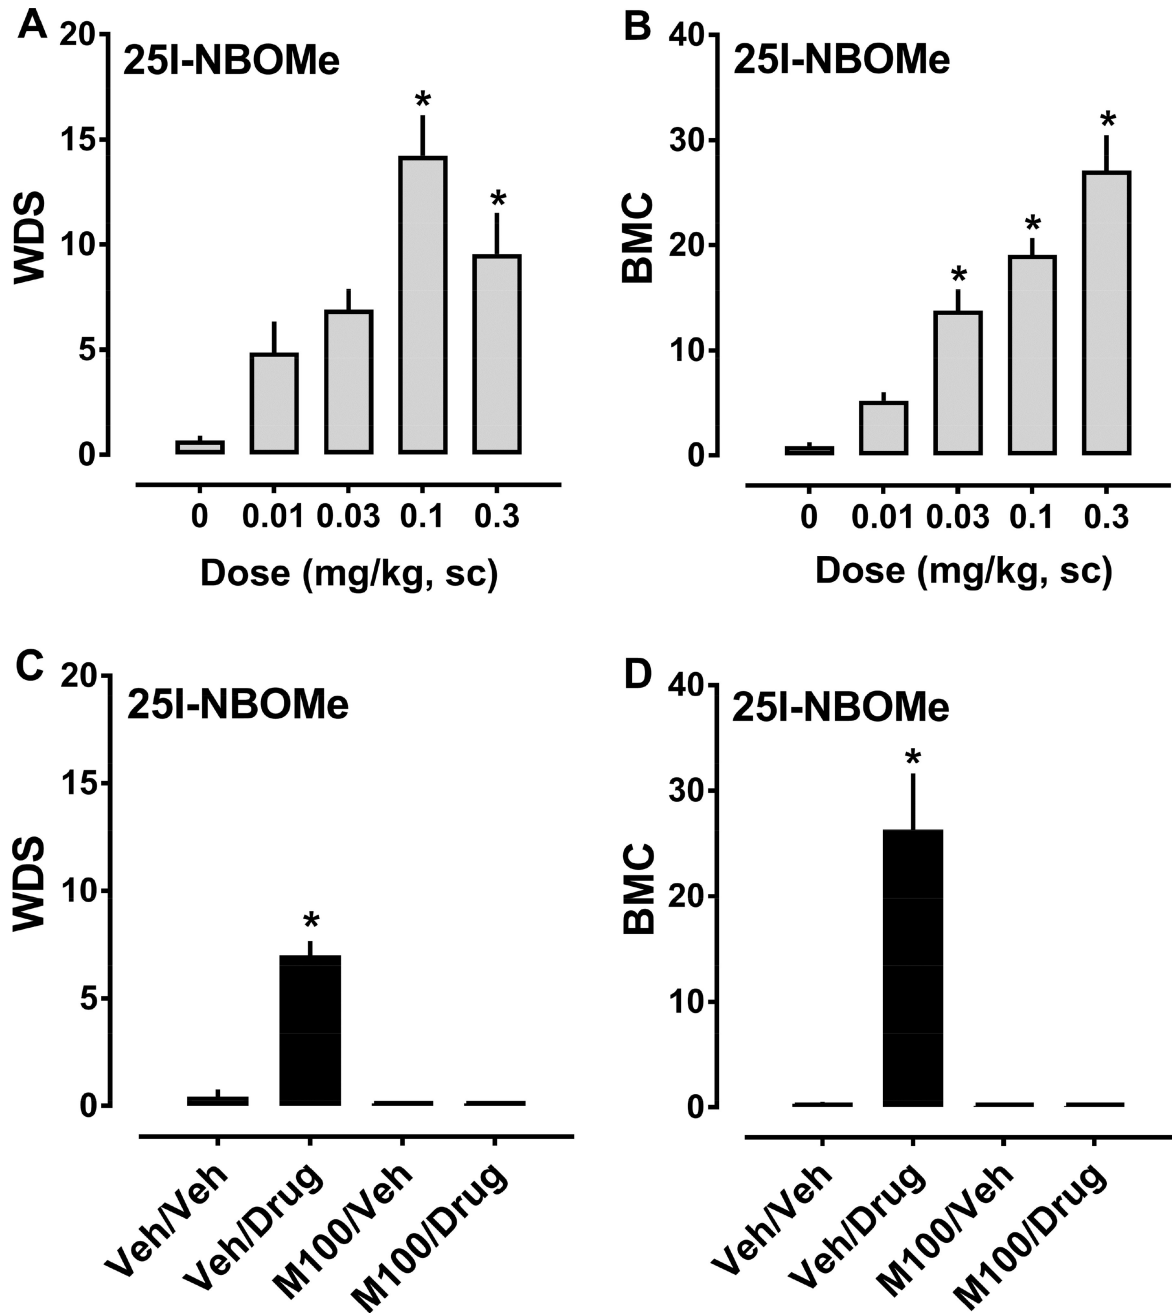 A
25I-NBOMe
WDS
20
15
10
5
0
*
*
0 0.01 0.03 0.1 0.3
Dose (mg/kg, sc)
B
25I-NBOMe
BMC
40
30
20
10
0
*
*
*
0 0.01 0.03 0.1 0.3
Dose (mg/kg, sc)
C
25I-NBOMe
WDS
20
15
10
5
0
*
Veh/Veh
Veh/Drug
M100/Veh
M100/Drug
D
25I-NBOMe
BMC
40
30
20
10
0
*
Veh/Veh
Veh/Drug
M100/Veh
M100/Drug